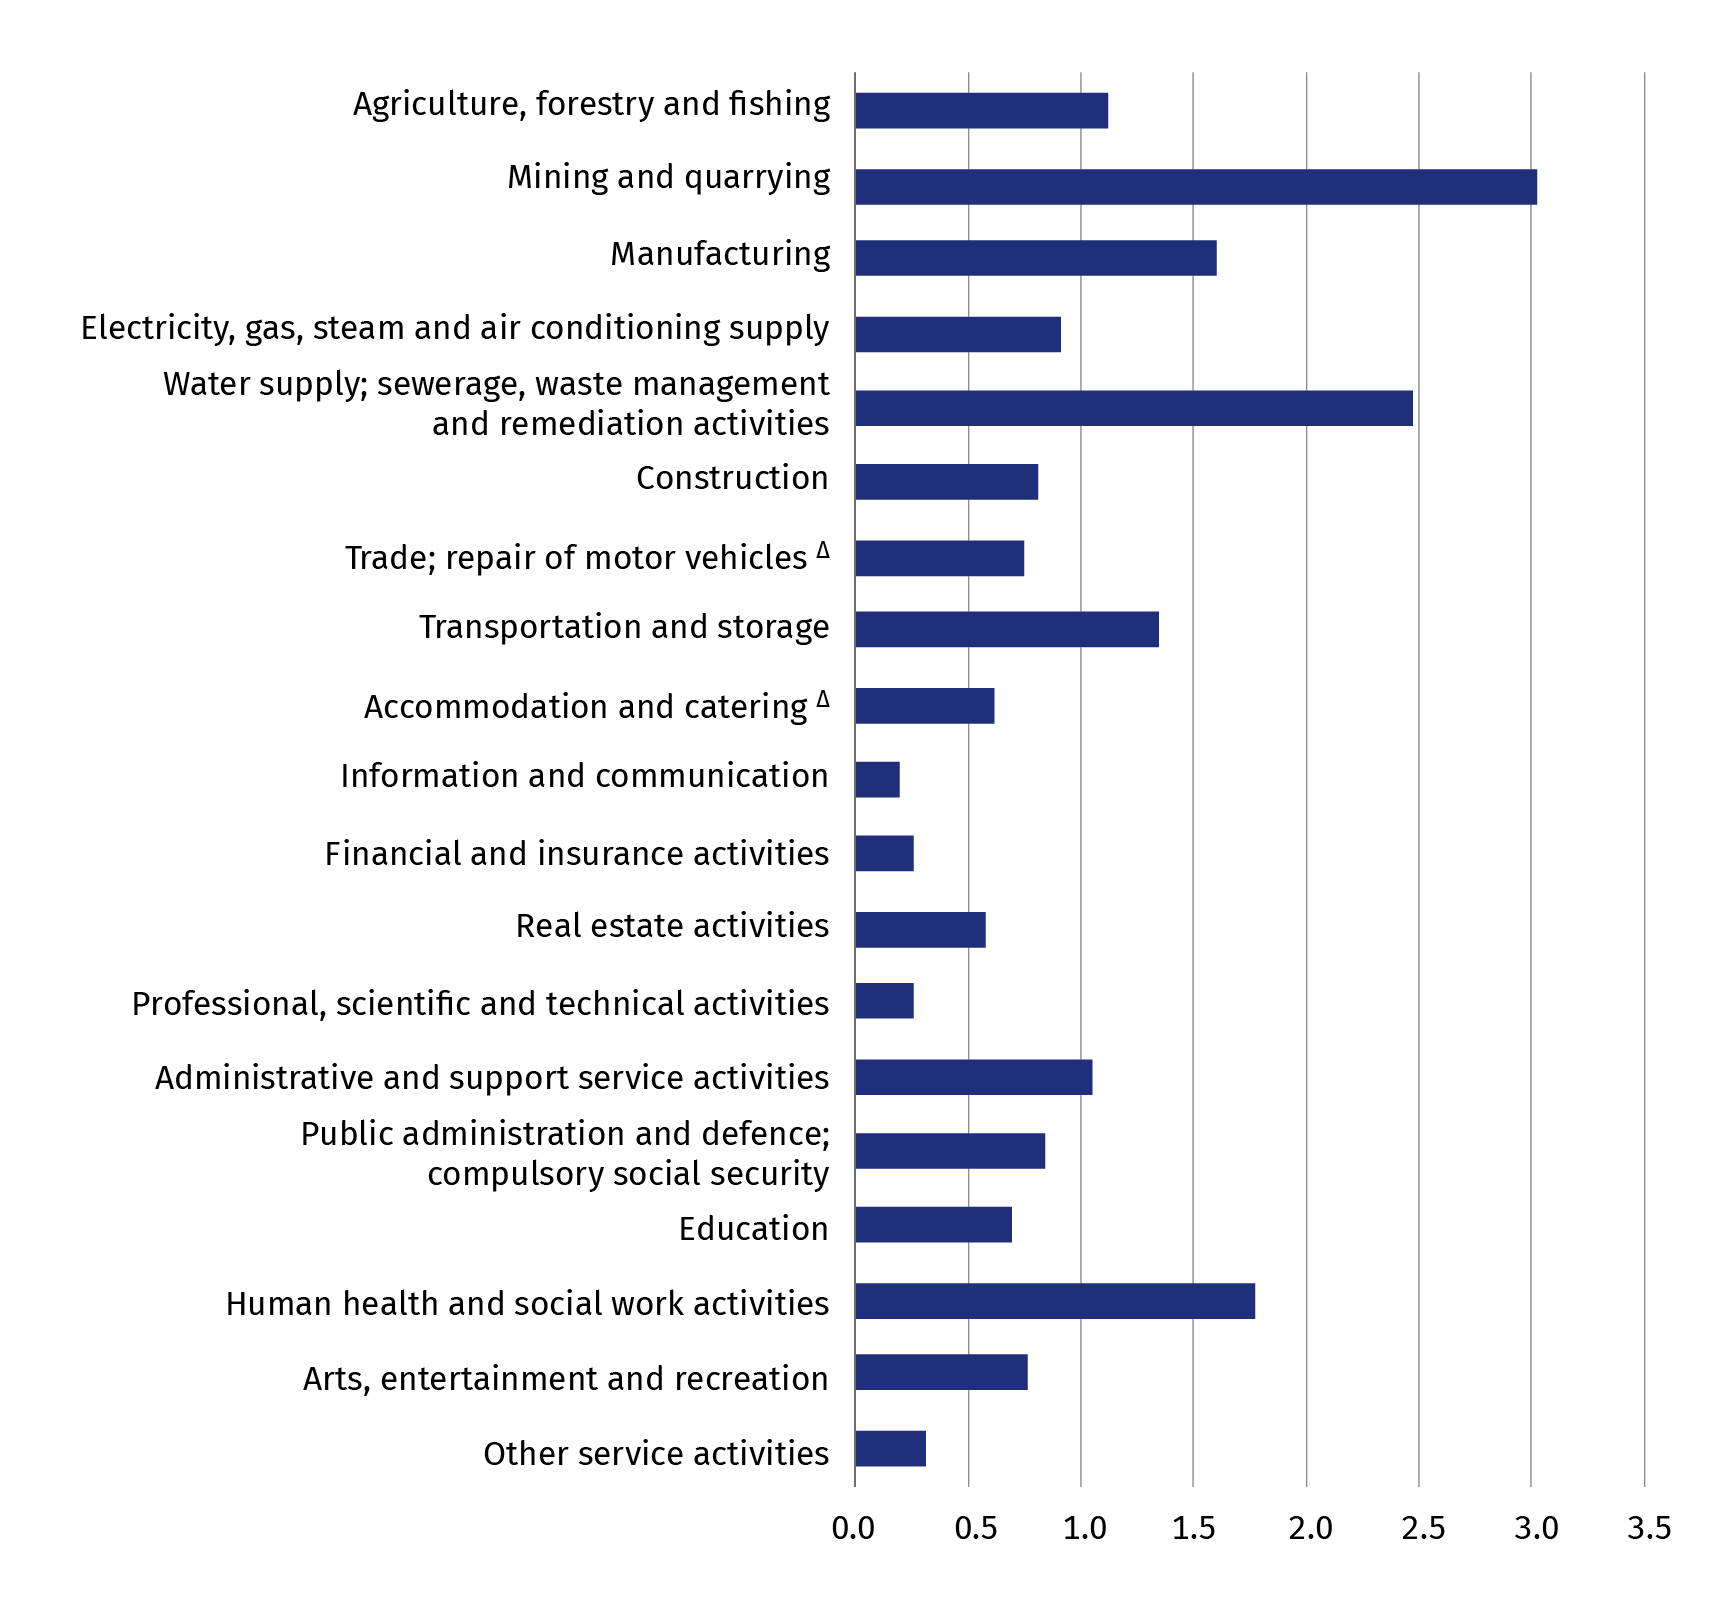 Agriculture, forestry and fishing
Mining and quarrying
Manufacturing
Electricity, gas, steam and air conditioning supply
Water supply; sewerage, waste management
and remediation activities
Construction
Trade; repair of motor vehicles Δ
Transportation and storage
Accommodation and catering Δ
Information and communication
Financial and insurance activities
Real estate activities
Professional, scientific and technical activities
Administrative and support service activities
Public administration and defence;
compulsory social security
Education
Human health and social work activities
Arts, entertainment and recreation
Other service activities
0.0 0.5 1.0 1.5 2.0 2.5 3.0 3.5